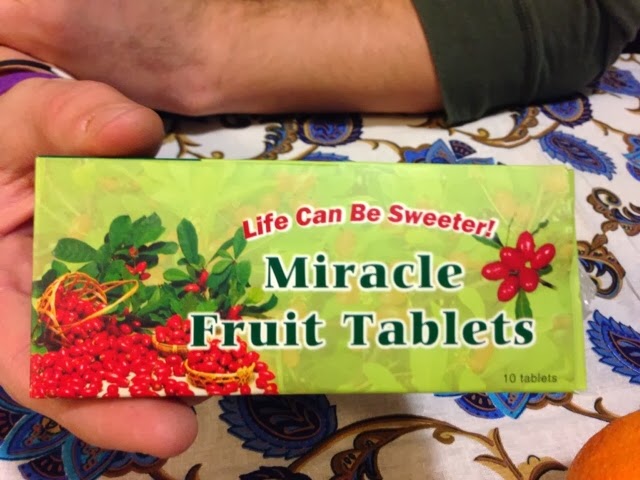 Life Can Be Sweeter!
Miracle
Fruit Tablets
10 tablets